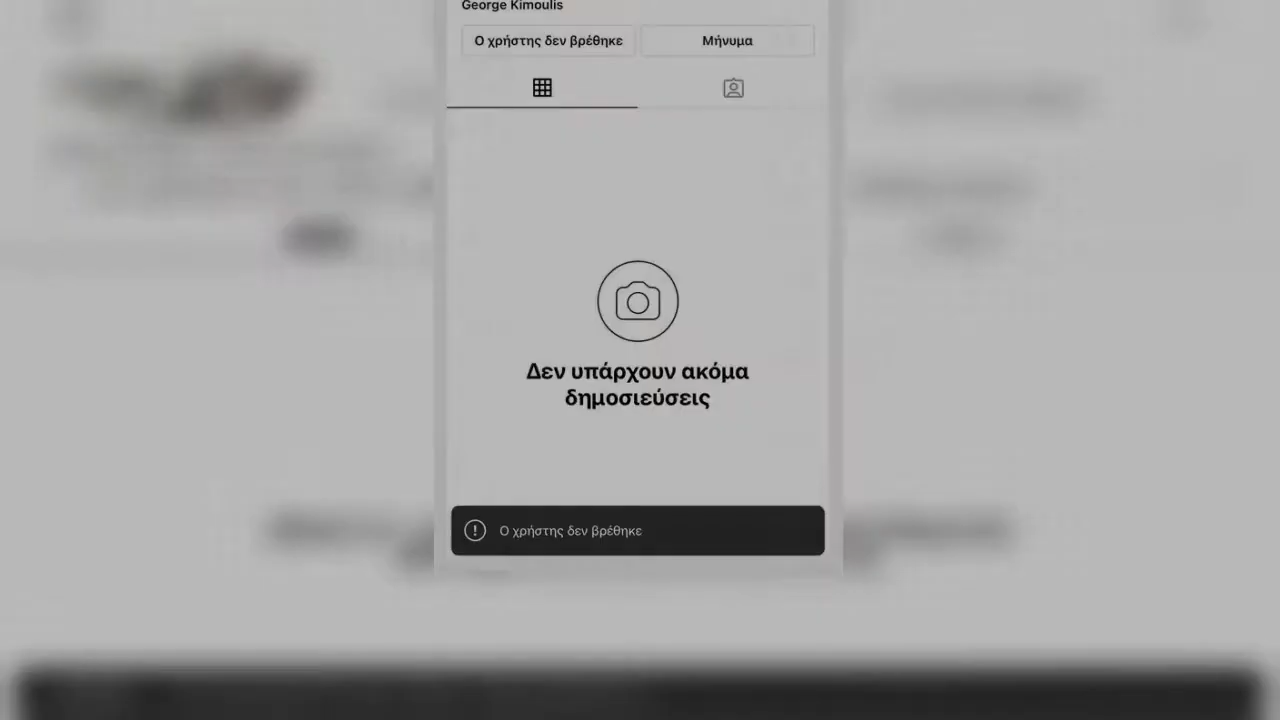 George Kimoulis
Ο χρήστης δεν βρέθηκε
Μήνυμα
Δεν υπάρχουν ακόμα
δημοσιεύσεις
Ο χρήστης δεν βρέθηκε